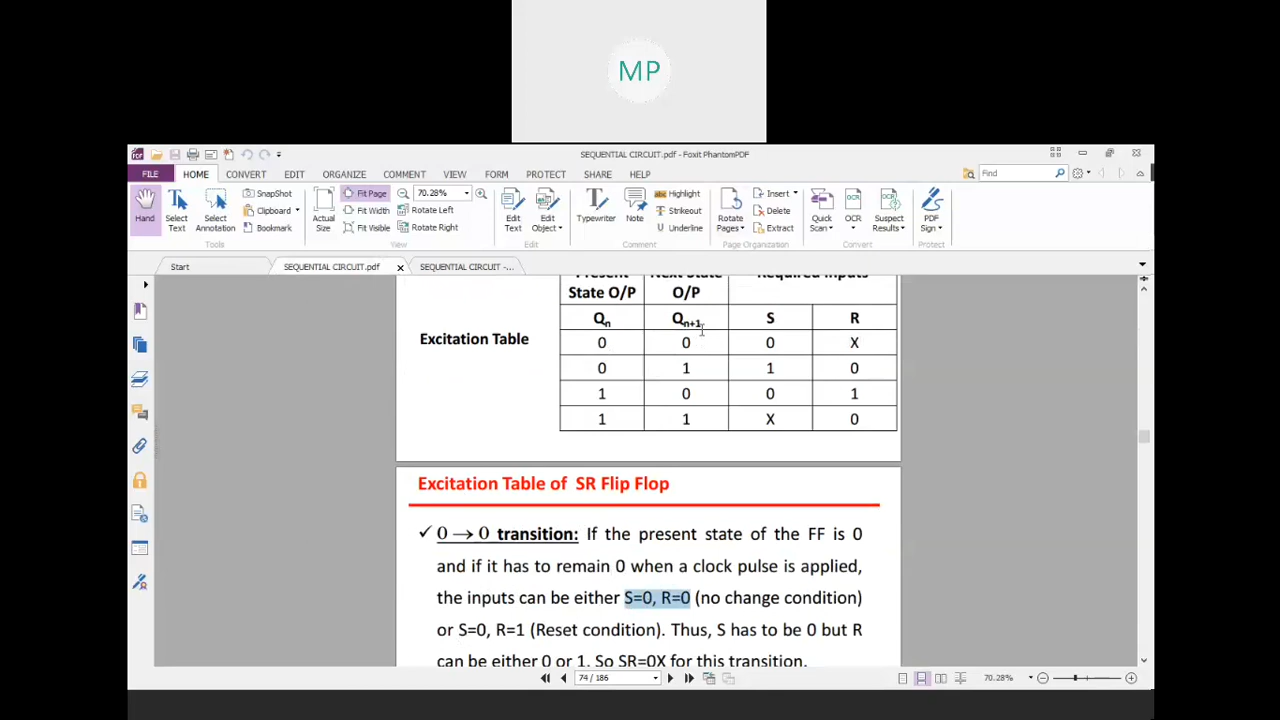 MP
SEQUENTIAL CIRCUIT.pdf - Foxit PhantomPDF
FILE HOME CONVERT EDIT ORGANIZE COMMENT VIEW FORM PROTECT SHARE HELP
Find
Hand
Select Text
Select Annotation
SnapShot
Clipboard
Bookmark
Tools
Actual Size
Fit Page
Fit Width
Fit Visible
70.28%
Rotate Left
Rotate Right
View
Edit Text
Edit Object
Edit
Typewriter
Note
Highlight
Strikeout
Underline
Comment
Rotate Pages
Insert
Delete
Extract
Page Organization
Quick Scan
OCR
Suspect Results
Convert
PDF Sign
Protect
Start
SEQUENTIAL CIRCUIT.pdf
SEQUENTIAL CIRCUIT -...
Present Next State Required Inputs
State O/P O/P
Qn Qn+1 S R
Excitation Table
0 0 0 X
0 1 1 0
1 0 0 1
1 1 X 0
Excitation Table of SR Flip Flop
✓ 0 → 0 transition: If the present state of the FF is 0
and if it has to remain 0 when a clock pulse is applied,
the inputs can be either S=0, R=0 (no change condition)
or S=0, R=1 (Reset condition). Thus, S has to be 0 but R
can be either 0 or 1. So SR=0X for this transition.
74 / 186
70.28%